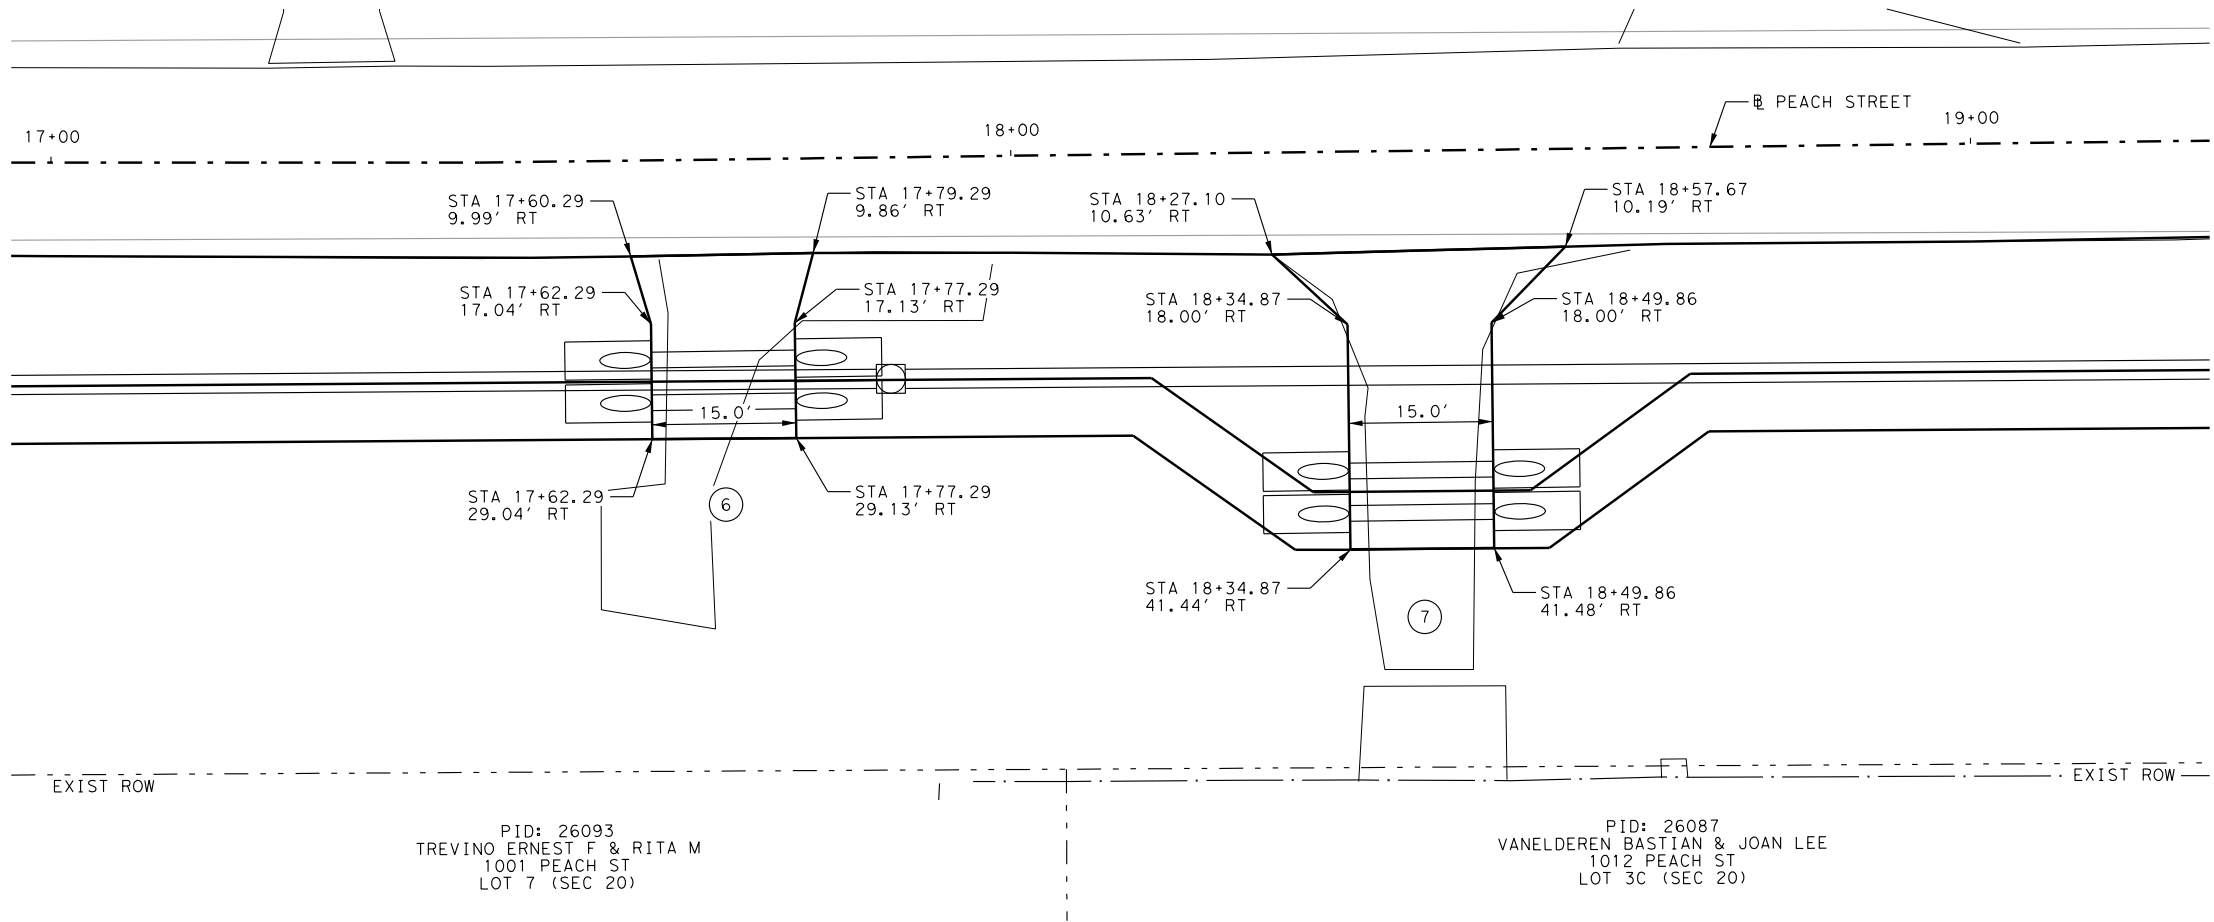 ℄ PEACH STREET
17+00
18+00
19+00
STA 17+60.29
9.99' RT
STA 17+79.29
9.86' RT
STA 18+27.10
10.63' RT
STA 18+57.67
10.19' RT
STA 17+62.29
17.04' RT
STA 17+77.29
17.13' RT
STA 18+34.87
18.00' RT
STA 18+49.86
18.00' RT
15.0'
15.0'
STA 17+62.29
29.04' RT
6
STA 17+77.29
29.13' RT
STA 18+34.87
41.44' RT
7
STA 18+49.86
41.48' RT
EXIST ROW
EXIST ROW
PID: 26093
TREVINO ERNEST F & RITA M
1001 PEACH ST
LOT 7 (SEC 20)
PID: 26087
VANELDEREN BASTIAN & JOAN LEE
1012 PEACH ST
LOT 3C (SEC 20)